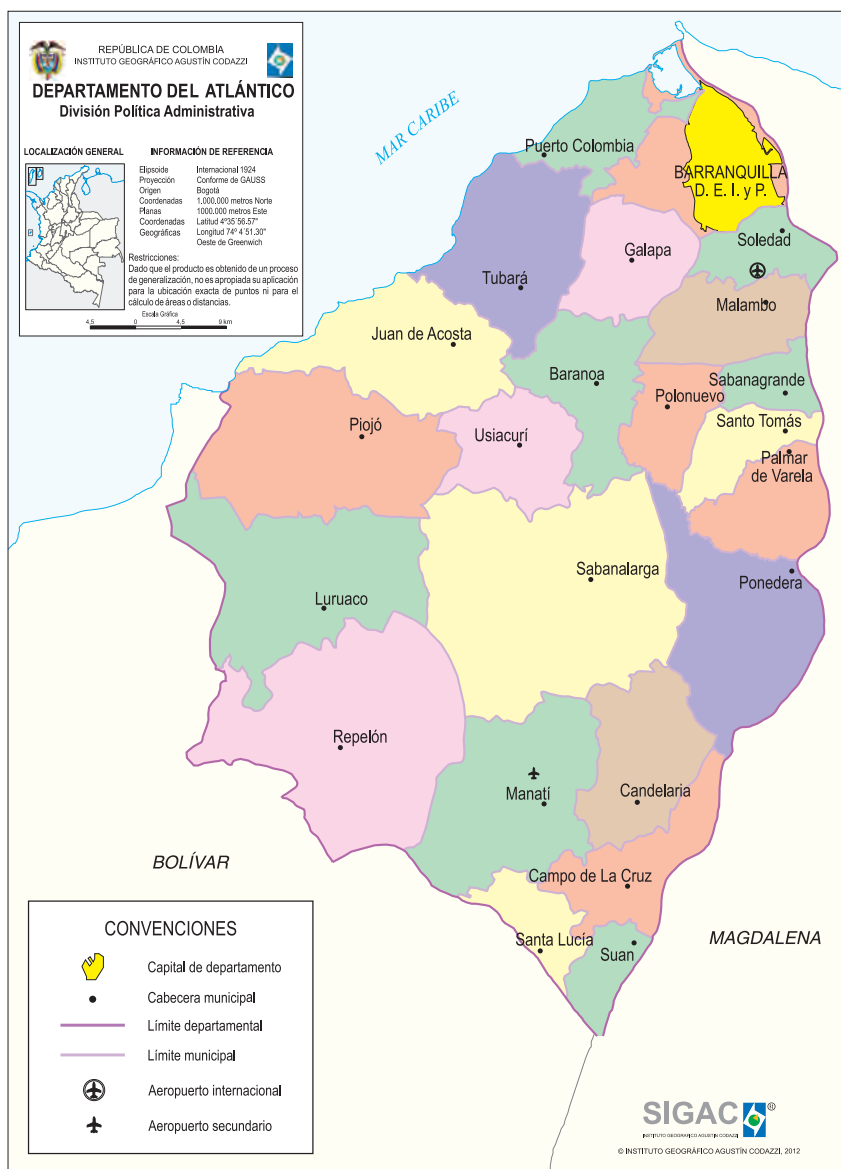 REPÚBLICA DE COLOMBÍA
INSTITUTO GEOGRÁFICO AGUSTÍN CODAZZI
DEPARTAMENTO DEL ATLÁNTICO
División Política Administrativa
LOCALIZACIÓN GENERAL
INFORMACIÓN DE REFERENCIA
Elipsoide Internacional 1924
Proyección Conforme de GAUSS
Origen Bogotá
Coordenadas 1.000.000 metros Norte
Planas 1000.000 metros Este
Coordenadas Latitud 4º35´56.57"
Geográficas Longitud 74º 4´51.30"
Oeste de Greenwich
Restricciones:
Dado que el producto es obtenido de un proceso
de generalización, no es apropiada su aplicación
para la ubicación exacta de puntos ni para el
cálculo de áreas o distancias.
Escala Gráfica
4,5 0 4,5 9 km
MAR CARIBE
Puerto Colombia
BARRANQUILLA
D. E. I. y P.
Soledad
Galapa
Tubará
Malambo
Juan de Acosta
Baranoa
Sabanagrande
Polonuevo
Santo Tomás
Piojó
Usiacurí
Palmar
de Varela
Sabanalarga
Ponedera
Luruaco
Repelón
Manatí
Candelaria
BOLÍVAR
Campo de La Cruz
MAGDALENA
Santa Lucía
Suan
CONVENCIONES
Capital de departamento
Cabecera municipal
Límite departamental
Límite municipal
Aeropuerto internacional
Aeropuerto secundario
SIGAC ®
INSTITUTO GEOGRÁFICO AGUSTÍN CODAZZI
© INSTITUTO GEOGRÁFICO AGUSTÍN CODAZZI, 2012